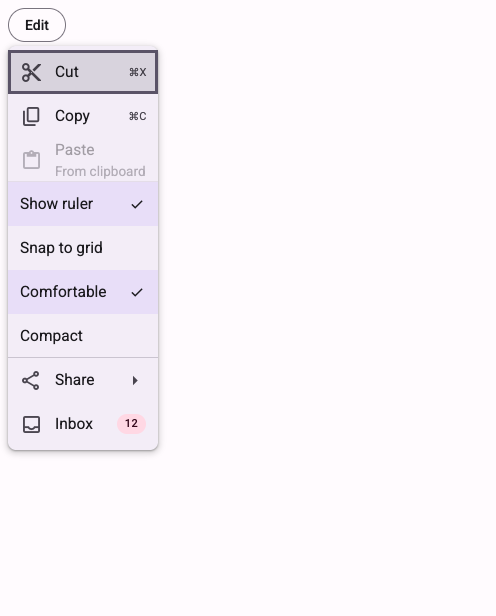 Edit
Cut ⌘X
Copy ⌘C
Paste
From clipboard
Show ruler
Snap to grid
Comfortable
Compact
Share
Inbox 12